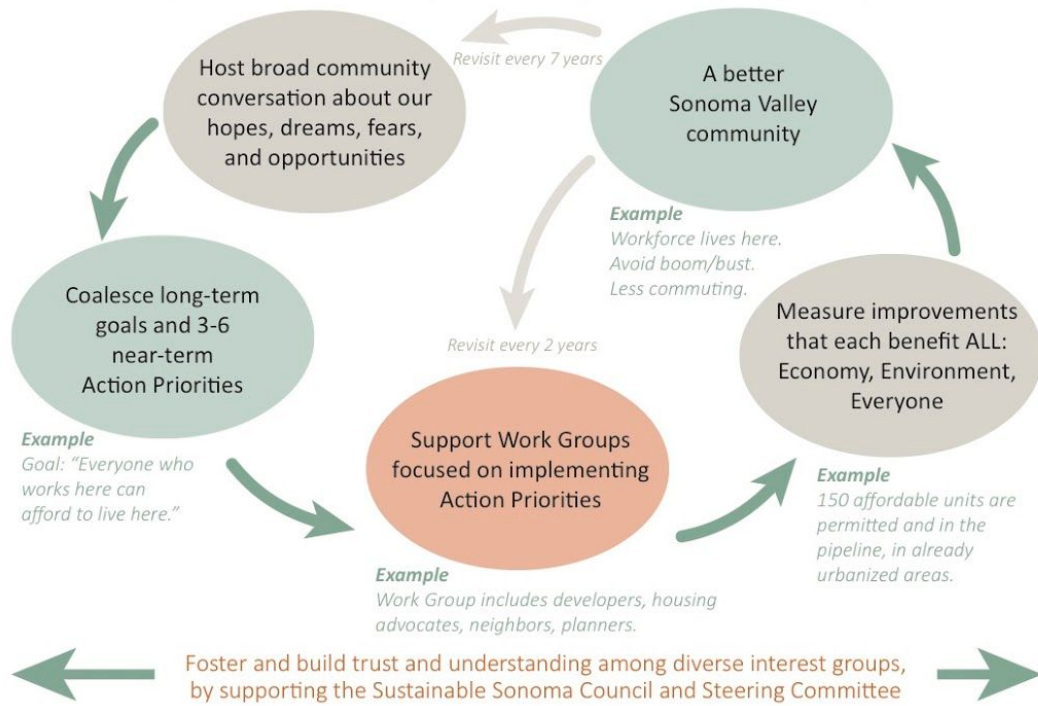 Host broad community
conversation about our
hopes, dreams, fears,
and opportunities
Revisit every 7 years
A better
Sonoma Valley
community
Example
Workforce lives here.
Avoid boom/bust.
Less commuting.
Coalesce long-term
goals and 3-6
near-term
Action Priorities
Example
Goal: “Everyone who
works here can
afford to live here.”
Revisit every 2 years
Support Work Groups
focused on implementing
Action Priorities
Example
Work Group includes developers, housing
advocates, neighbors, planners.
Measure improvements
that each benefit ALL:
Economy, Environment,
Everyone
Example
150 affordable units are
permitted and in the
pipeline, in already
urbanized areas.
Foster and build trust and understanding among diverse interest groups,
by supporting the Sustainable Sonoma Council and Steering Committee